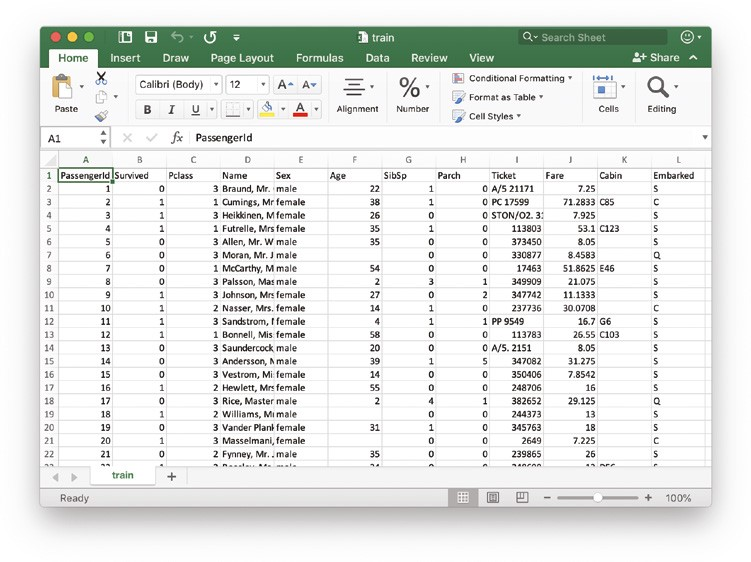 train
Search Sheet
Home Insert Draw Page Layout Formulas Data Review View Share
Paste
Calibri (Body) 12 A A
B I U A
Alignment
%
Number
Conditional Formatting
Format as Table
Cell Styles
Cells
Editing
A1 fx PassengerId
A B C D E F G H I J K L
1 PassengerId Survived Pclass Name Sex Age SibSp Parch Ticket Fare Cabin Embarked
2 1 0 3 Braund, Mr. male 22 1 0 A/5 21171 7.25 S
3 2 1 1 Cumings, Mr female 38 1 0 PC 17599 71.2833 C85 C
4 3 1 3 Heikkinen, M female 26 0 0 STON/O2. 31 7.925 S
5 4 1 1 Futrelle, Mrs female 35 1 0 113803 53.1 C123 S
6 5 0 3 Allen, Mr. W male 35 0 0 373450 8.05 S
7 6 0 3 Moran, Mr. J male 0 0 330877 8.4583 Q
8 7 0 1 McCarthy, M male 54 0 0 17463 51.8625 E46 S
9 8 0 3 Palsson, Mas male 2 3 1 349909 21.075 S
10 9 1 3 Johnson, Mrs female 27 0 2 347742 11.1333 S
11 10 1 2 Nasser, Mrs. female 14 1 0 237736 30.0708 C
12 11 1 3 Sandstrom, female 4 1 1 PP 9549 16.7 G6 S
13 12 1 1 Bonnell, Mis female 58 0 0 113783 26.55 C103 S
14 13 0 3 Saundercock male 20 0 0 A/5. 2151 8.05 S
15 14 0 3 Andersson, M male 39 1 5 347082 31.275 S
16 15 0 3 Vestrom, Mi female 14 0 0 350406 7.8542 S
17 16 1 2 Hewlett, Mrs female 55 0 0 248706 16 S
18 17 0 3 Rice, Master male 2 4 1 382652 29.125 Q
19 18 1 2 Williams, M male 0 0 244373 13 S
20 19 0 3 Vander Plan female 31 1 0 345763 18 S
21 20 1 3 Masselmani, female 0 0 2649 7.225 C
22 21 0 2 Fynney, Mr. male 35 0 0 239865 26 S
train
Ready 100%